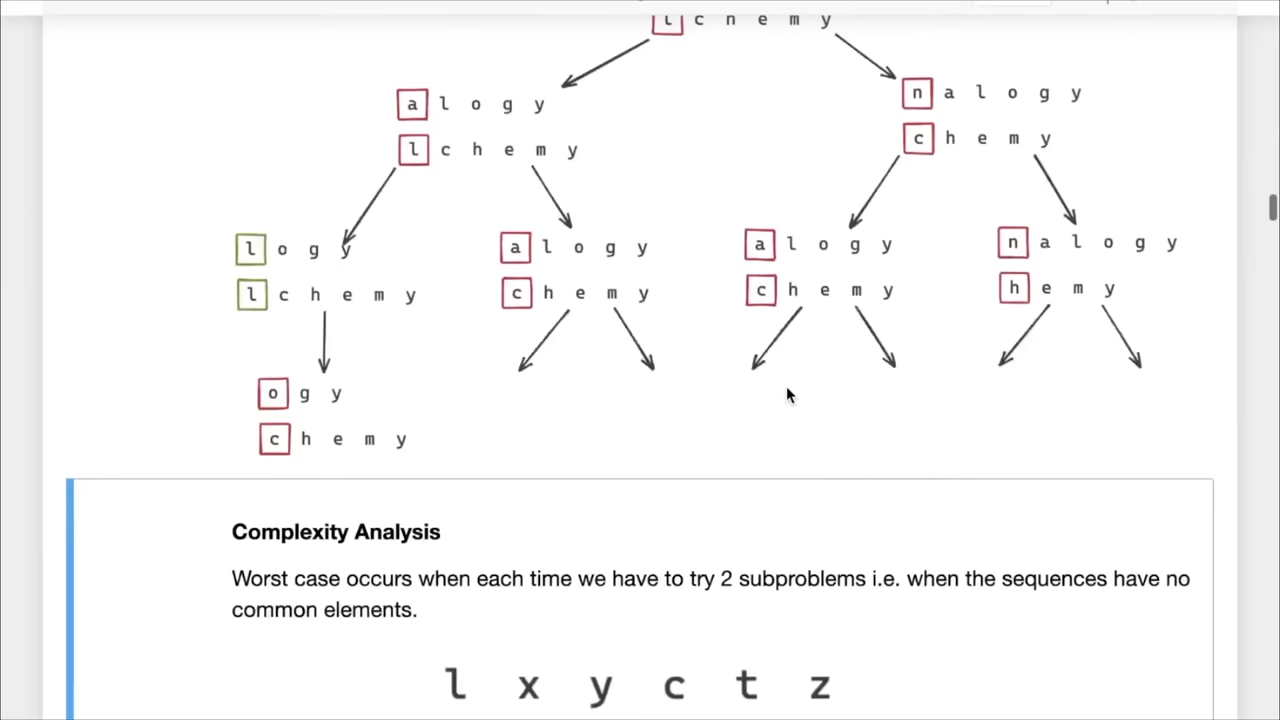 l c h e m y
a l o g y
l c h e m y
n a l o g y
c h e m y
l o g y
l c h e m y
a l o g y
c h e m y
a l o g y
c h e m y
n a l o g y
h e m y
o g y
c h e m y
Complexity Analysis
Worst case occurs when each time we have to try 2 subproblems i.e. when the sequences have no
common elements.
l x y c t z